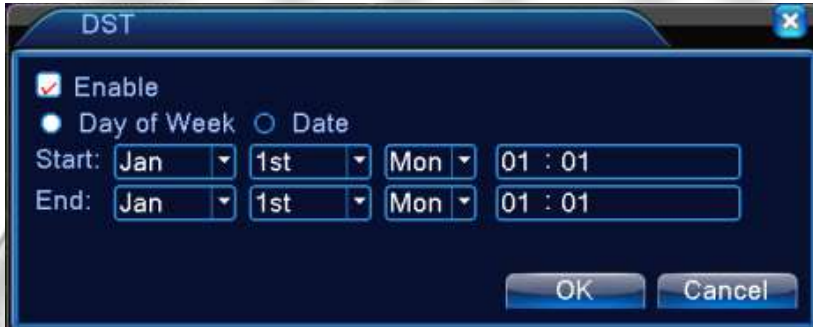 DST
Enable
Day of Week Date
Start: Jan 1st Mon 01 : 01
End: Jan 1st Mon 01 : 01
OK Cancel